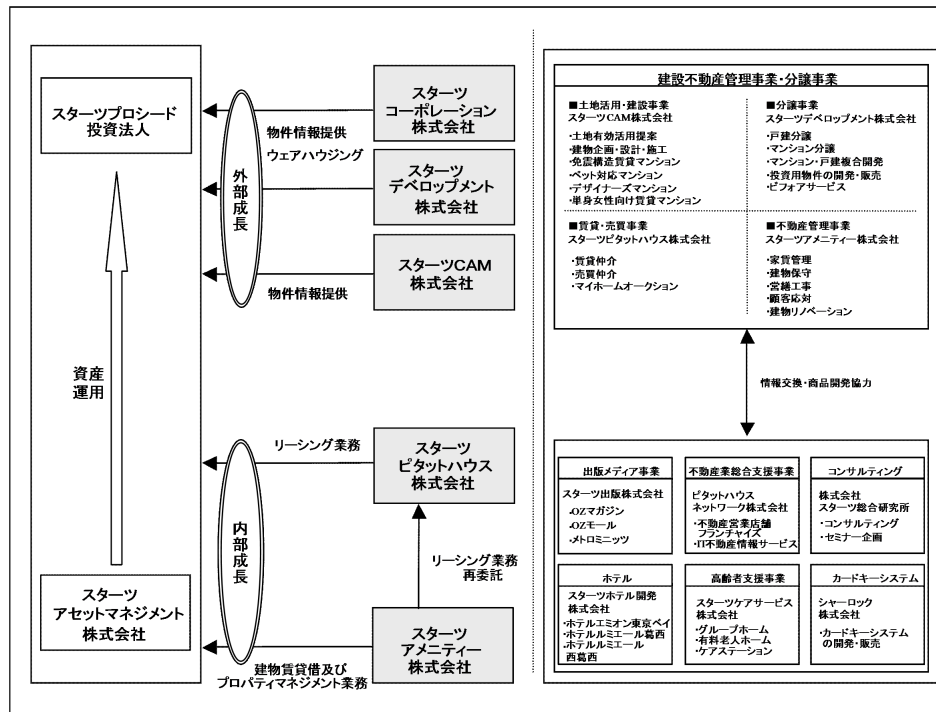 スターツプロシード
投資法人
資産
運用
スターツ
アセットマネジメント
株式会社
外部成長
物件情報提供
ウェアハウジング
物件情報提供
スターツ
コーポレーション
株式会社
スターツ
デベロップメント
株式会社
スターツCAM
株式会社
内部成長
リーシング業務
スターツ
ピタットハウス
株式会社
リーシング業務
再委託
建物賃貸借及び
プロパティマネジメント業務
スターツ
アメニティー
株式会社
建設不動産管理事業・分譲事業
■土地活用・建設事業
スターツCAM株式会社
・土地有効活用提案
・建物企画・設計・施工
・免震構造賃貸マンション
・ペット対応マンション
・デザイナーズマンション
・単身女性向け賃貸マンション
■分譲事業
スターツデベロップメント株式会社
・戸建分譲
・マンション分譲
・マンション・戸建複合開発
・投資用物件の開発・販売
・ビフォアサービス
■賃貸・売買事業
スターツピタットハウス株式会社
・賃貸仲介
・売買仲介
・マイホームオークション
■不動産管理事業
スターツアメニティー株式会社
・家賃管理
・建物保守
・営繕工事
・顧客応対
・建物リノベーション
情報交換・商品開発協力
出版メディア事業
スターツ出版株式会社
・OZマガジン
・OZモール
・メトロミニッツ
不動産業総合支援事業
ピタットハウス
ネットワーク株式会社
・不動産営業店舗
フランチャイズ
・IT不動産情報サービス
コンサルティング
株式会社
スターツ総合研究所
・コンサルティング
・セミナー企画
ホテル
スターツホテル開発
株式会社
・ホテルエミオン東京ベイ
・ホテルルミエール葛西
・ホテルルミエール
西葛西
高齢者支援事業
スターツケアサービス
株式会社
・グループホーム
・有料老人ホーム
・ケアステーション
カードキーシステム
シャーロック
株式会社
・カードキーシステム
の開発・販売